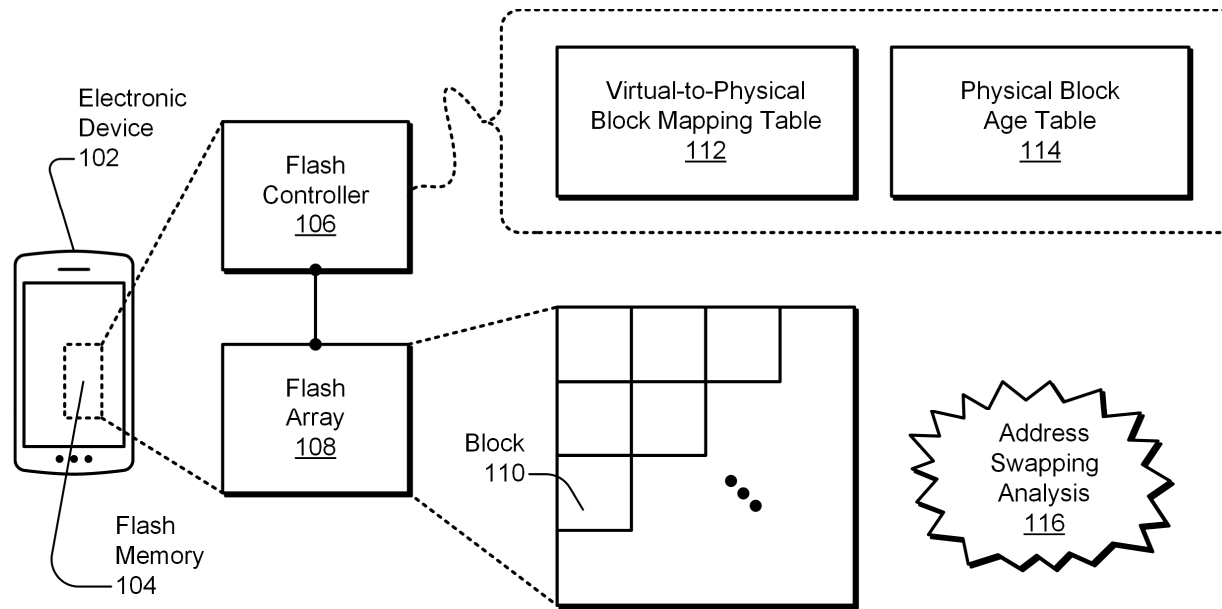 Electronic
Device
102
Flash
Controller
106
Virtual-to-Physical
Block Mapping Table
112
Physical Block
Age Table
114
Flash
Array
108
Block
110
Address
Swapping
Analysis
116
Flash
Memory
104